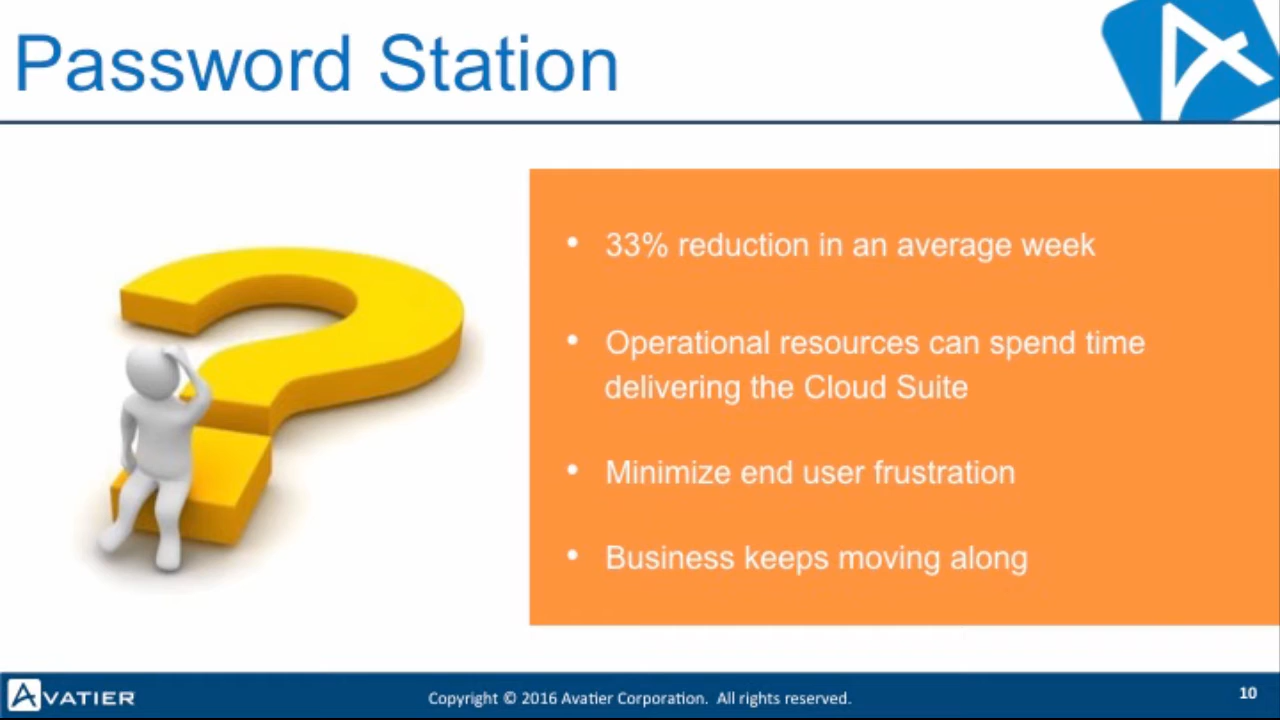 Password Station
• 33% reduction in an average week
• Operational resources can spend time
delivering the Cloud Suite
• Minimize end user frustration
• Business keeps moving along
AVATIER
Copyright © 2016 Avatier Corporation. All rights reserved.
10